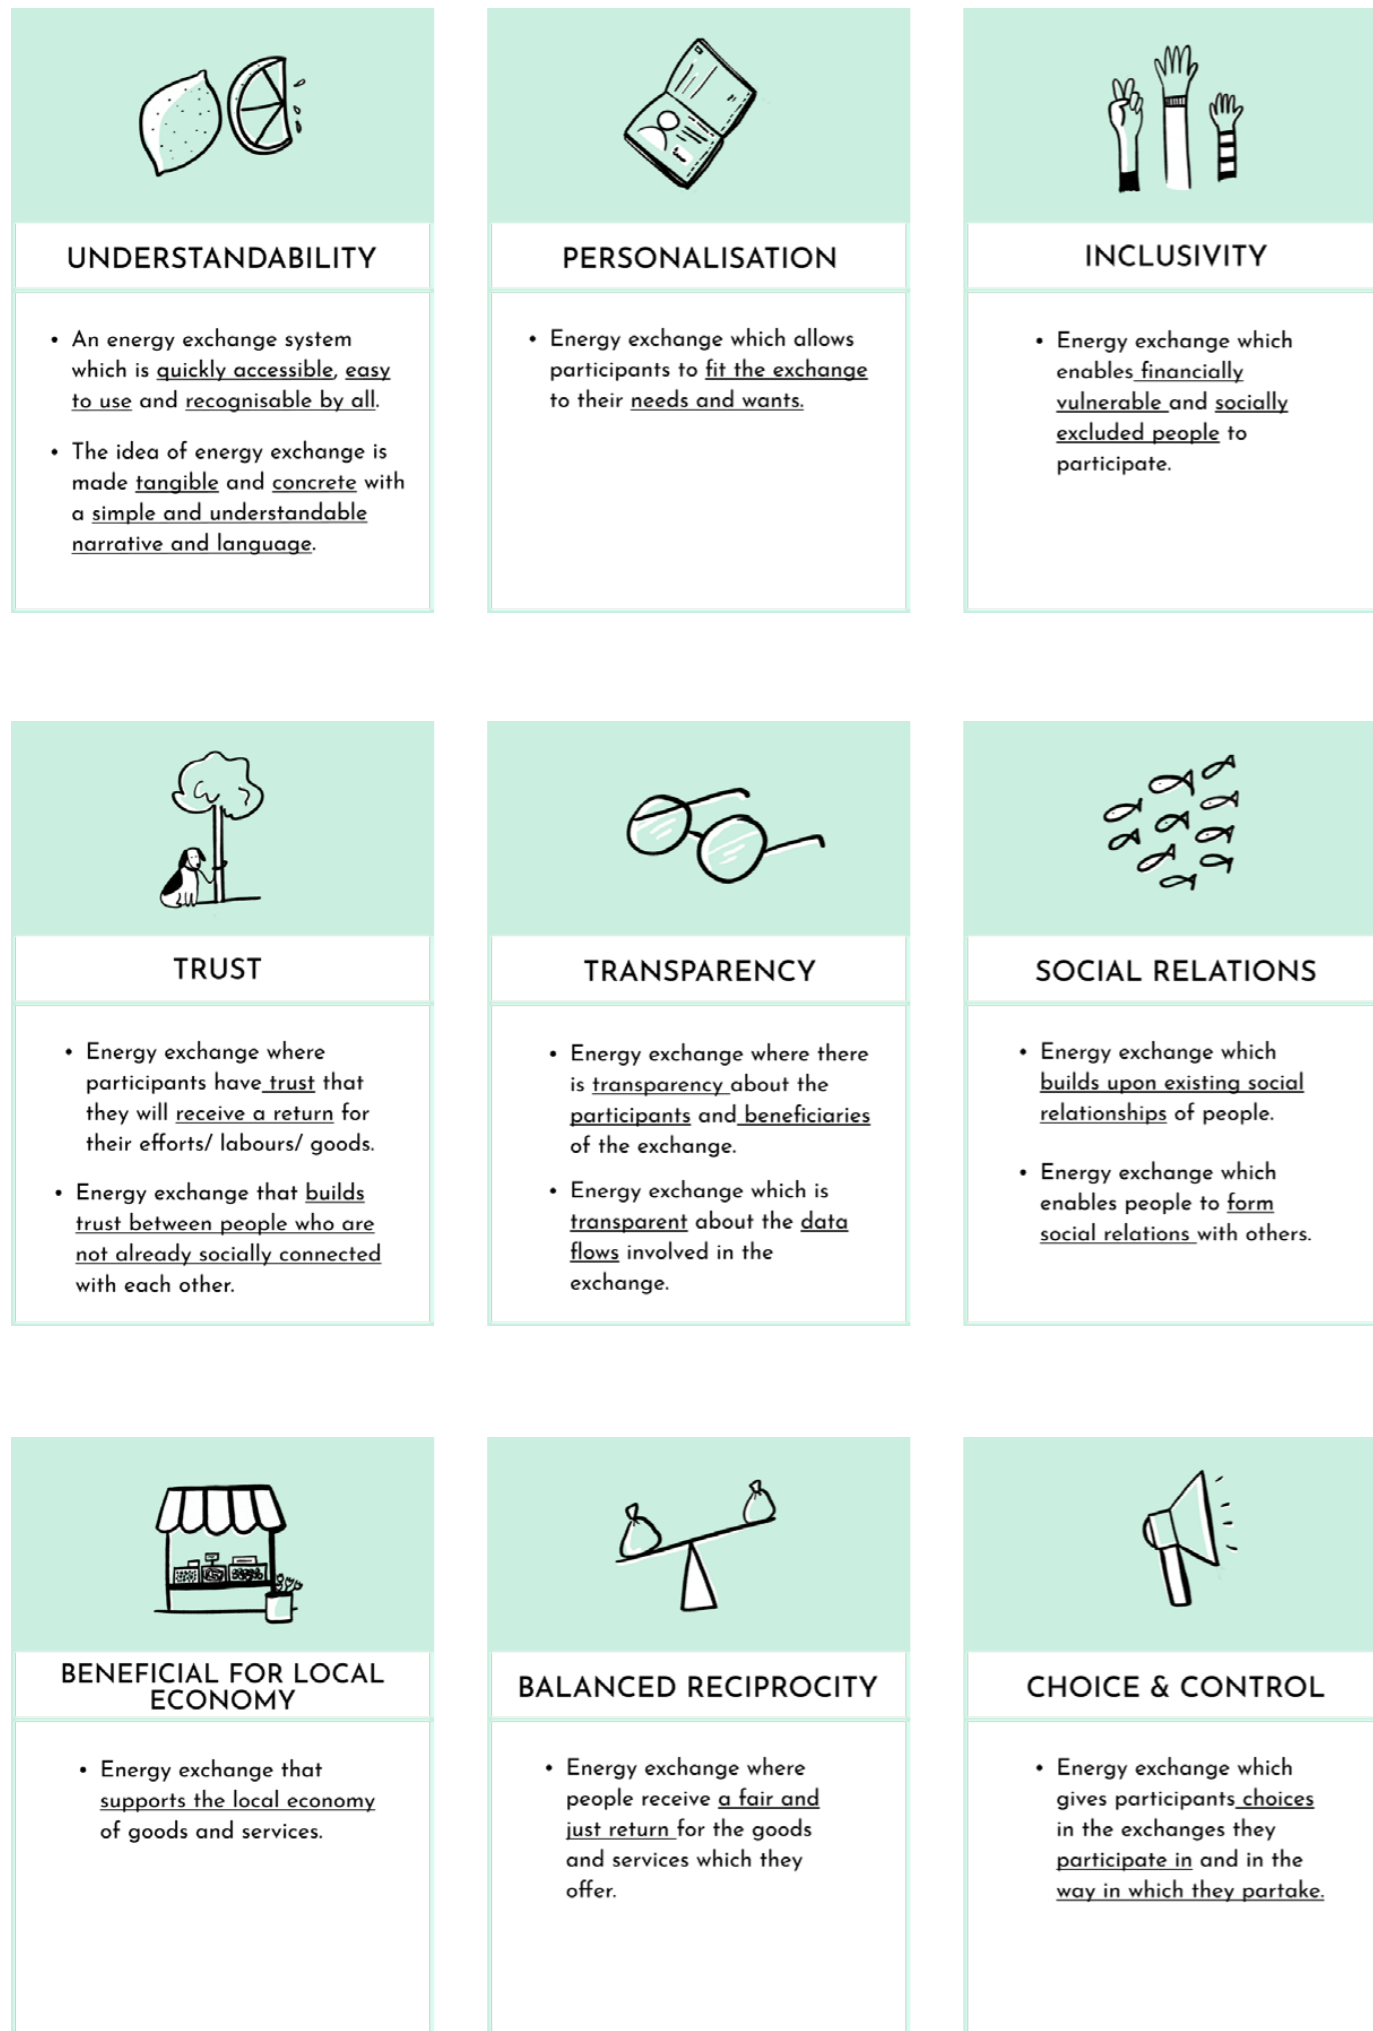 UNDERSTANDABILITY
• An energy exchange system
which is quickly accessible, easy
to use and recognisable by all.
• The idea of energy exchange is
made tangible and concrete with
a simple and understandable
narrative and language.
PERSONALISATION
• Energy exchange which allows
participants to fit the exchange
to their needs and wants.
INCLUSIVITY
• Energy exchange which
enables financially
vulnerable and socially
excluded people to
participate.
TRUST
• Energy exchange where
participants have trust that
they will receive a return for
their efforts/ labours/ goods.
• Energy exchange that builds
trust between people who are
not already socially connected
with each other.
TRANSPARENCY
• Energy exchange where there
is transparency about the
participants and beneficiaries
of the exchange.
• Energy exchange which is
transparent about the data
flows involved in the
exchange.
SOCIAL RELATIONS
• Energy exchange which
builds upon existing social
relationships of people.
• Energy exchange which
enables people to form
social relations with others.
BENEFICIAL FOR LOCAL
ECONOMY
• Energy exchange that
supports the local economy
of goods and services.
BALANCED RECIPROCITY
• Energy exchange where
people receive a fair and
just return for the goods
and services which they
offer.
CHOICE & CONTROL
• Energy exchange which
gives participants choices
in the exchanges they
participate in and in the
way in which they partake.